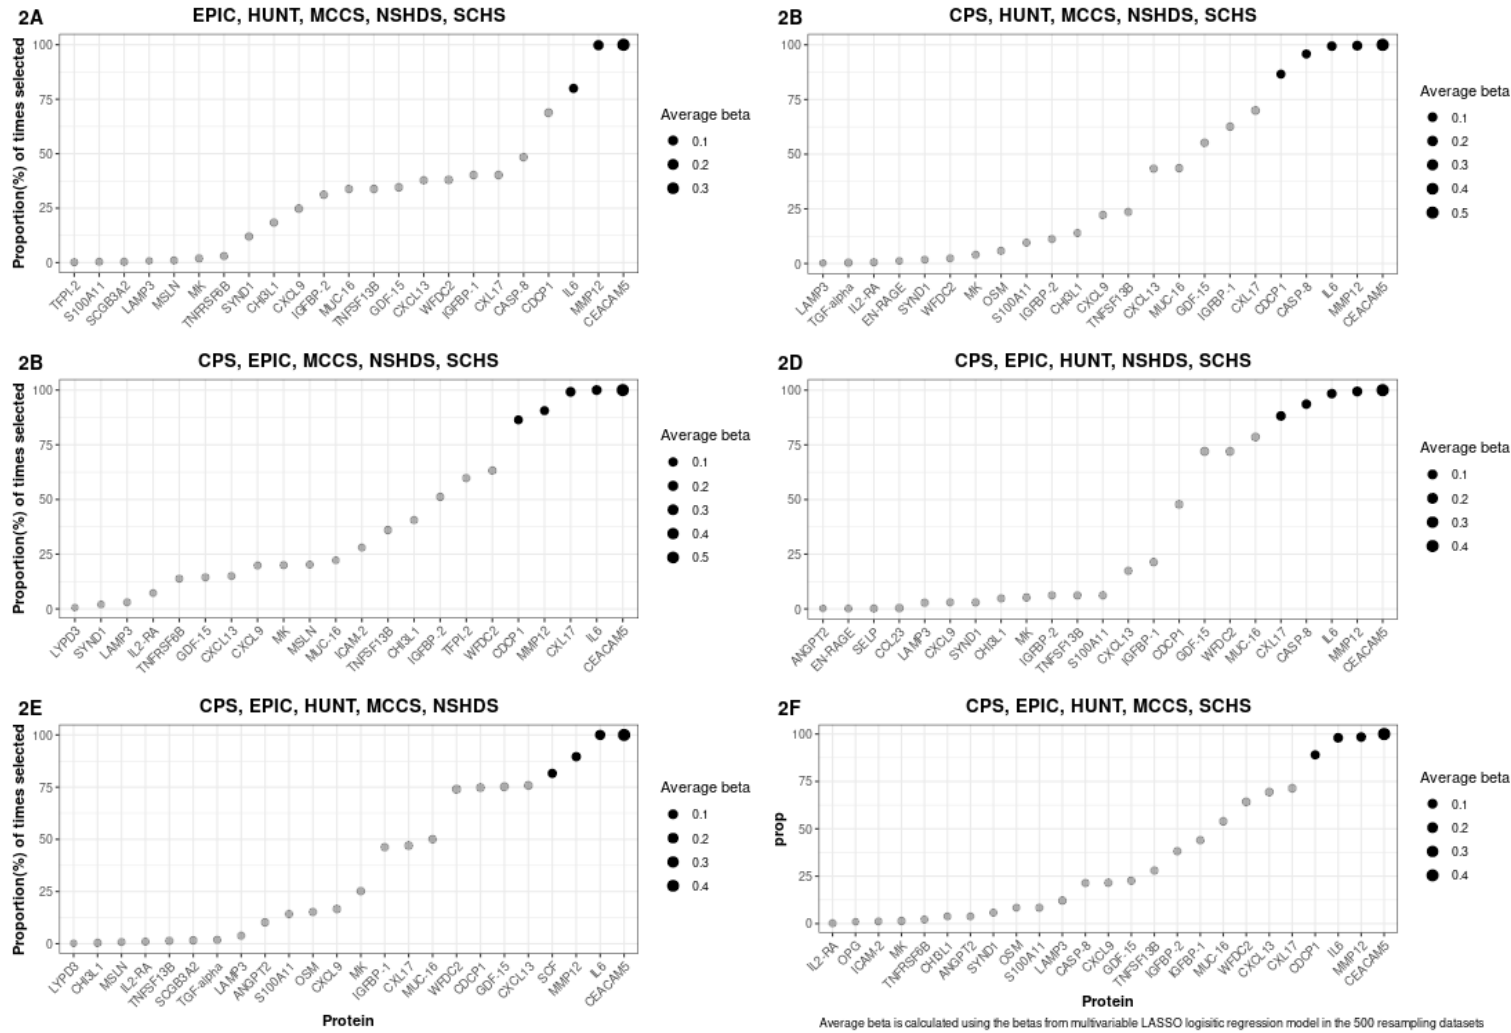 2A
EPIC, HUNT, MCCS, NSHDS, SCHS
Proportion(%) of times selected
100
75
50
25
0
TFPI-2
S100A11
SCGB3A2
LAMP3
MSLN
MK
TNFRSF6B
SYND1
CHI3L1
CXCL9
IGFBP-2
MUC-16
TNFSF13B
GDF-15
CXCL13
WFDC2
IGFBP-1
CXL17
CASP-8
CDCP1
IL6
MMP12
CEACAM5
Average beta
0.1
0.2
0.3
2B
CPS, HUNT, MCCS, NSHDS, SCHS
100
75
50
25
0
LAMP3
TGF-alpha
IL2-RA
EN-RAGE
SYND1
WFDC2
MK
OSM
S100A11
IGFBP-2
CHI3L1
CXCL9
TNFSF13B
CXCL13
MUC-16
GDF-15
IGFBP-1
CXL17
CDCP1
CASP-8
IL6
MMP12
CEACAM5
Average beta
0.1
0.2
0.3
0.4
0.5
2B
CPS, EPIC, MCCS, NSHDS, SCHS
Proportion(%) of times selected
100
75
50
25
0
LYPD3
SYND1
LAMP3
IL2-RA
TNFRSF6B
GDF-15
CXCL13
CXCL9
MK
MSLN
MUC-16
ICAM-2
TNFSF13B
CHI3L1
IGFBP-2
TFPI-2
WFDC2
CDCP1
MMP12
CXL17
IL6
CEACAM5
Average beta
0.1
0.2
0.3
0.4
0.5
2D
CPS, EPIC, HUNT, NSHDS, SCHS
100
75
50
25
0
ANGPT2
EN-RAGE
SELP
CCL23
LAMP3
CXCL9
SYND1
CHI3L1
MK
IGFBP-2
TNFSF13B
S100A11
CXCL13
IGFBP-1
CDCP1
GDF-15
WFDC2
MUC-16
CXL17
CASP-8
IL6
MMP12
CEACAM5
Average beta
0.1
0.2
0.3
0.4
2E
CPS, EPIC, HUNT, MCCS, NSHDS
Proportion(%) of times selected
100
75
50
25
0
LYPD3
CHI3L1
MSLN
IL2-RA
TNFSF13B
SCGB3A2
TGF-alpha
LAMP3
ANGPT2
S100A11
OSM
CXCL9
MK
IGFBP-1
CXL17
MUC-16
WFDC2
CDCP1
GDF-15
CXCL13
SCF
MMP12
IL6
CEACAM5
Protein
Average beta
0.1
0.2
0.3
0.4
2F
CPS, EPIC, HUNT, MCCS, SCHS
prop
100
75
50
25
0
IL2-RA
OPG
ICAM-2
MK
TNFRSF6B
CHI3L1
ANGPT2
SYND1
OSM
S100A11
LAMP3
CASP-8
CXCL9
GDF-15
TNFSF13B
IGFBP-2
IGFBP-1
MUC-16
WFDC2
CXCL13
CXL17
CDCP1
IL6
MMP12
CEACAM5
Protein
Average beta
0.1
0.2
0.3
0.4
Average beta is calculated using the betas from multivariable LASSO logisitic regression model in the 500 resampling datasets